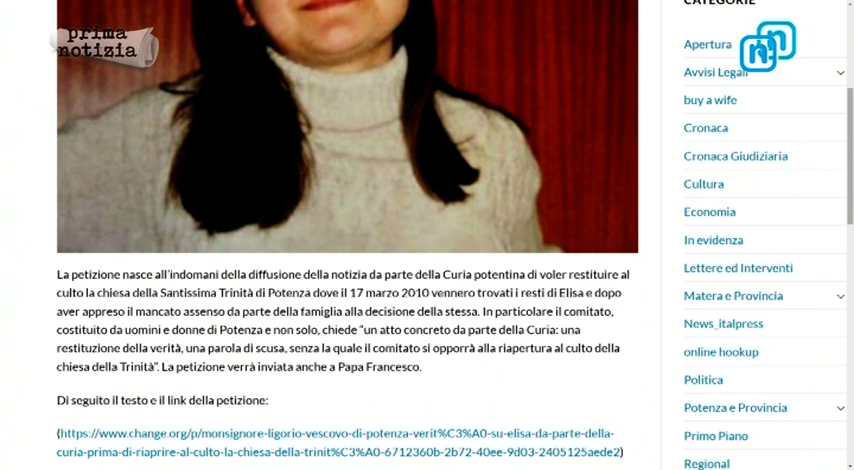 CATEGORIE
prima
notizia
Apertura
Avvisi Legali
buy a wife
Cronaca
Cronaca Giudiziaria
Cultura
Economia
In evidenza
Lettere ed Interventi
Matera e Provincia
News_italpress
online hookup
Politica
Potenza e Provincia
Primo Piano
Regional
La petizione nasce all'indomani della diffusione della notizia da parte della Curia potentina di voler restituire al
culto la chiesa della Santissima Trinità di Potenza dove il 17 marzo 2010 vennero trovati i resti di Elisa e dopo
aver appreso il mancato assenso da parte della famiglia alla decisione della stessa. In particolare il comitato,
costituito da uomini e donne di Potenza e non solo, chiede "un atto concreto da parte della Curia: una
restituzione della verità, una parola di scusa, senza la quale il comitato si opporrà alla riapertura al culto della
chiesa della Trinità". La petizione verrà inviata anche a Papa Francesco.
Di seguito il testo e il link della petizione:
(https://www.change.org/p/monsignore-ligorio-vescovo-di-potenza-verit%C3%A0-su-elisa-da-parte-della-
curia-prima-di-riaprire-al-culto-la-chiesa-della-trinit%C3%A0-6712360b-2b72-40ee-9d03-2405125aede2)